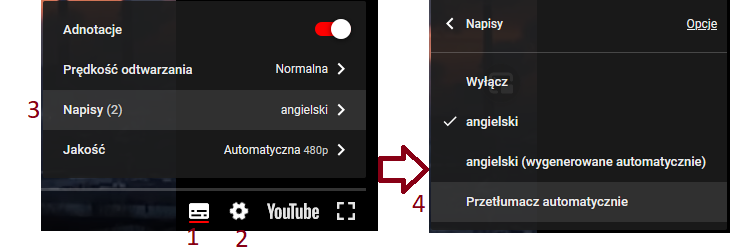 Adnotacje
Prędkość odtwarzania Normalna
3 Napisy (2) angielski
Jakość Automatyczna 480p
YouTube
1 2
Napisy Opcje
Wyłącz
angielski
angielski (wygenerowane automatycznie)
4 Przetłumacz automatycznie